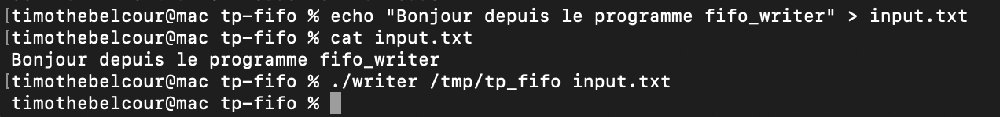 [timothebelcour@mac tp-fifo % echo "Bonjour depuis le programme fifo_writer" > input.txt
[timothebelcour@mac tp-fifo % cat input.txt
Bonjour depuis le programme fifo_writer
[timothebelcour@mac tp-fifo % ./writer /tmp/tp_fifo input.txt
timothebelcour@mac tp-fifo %